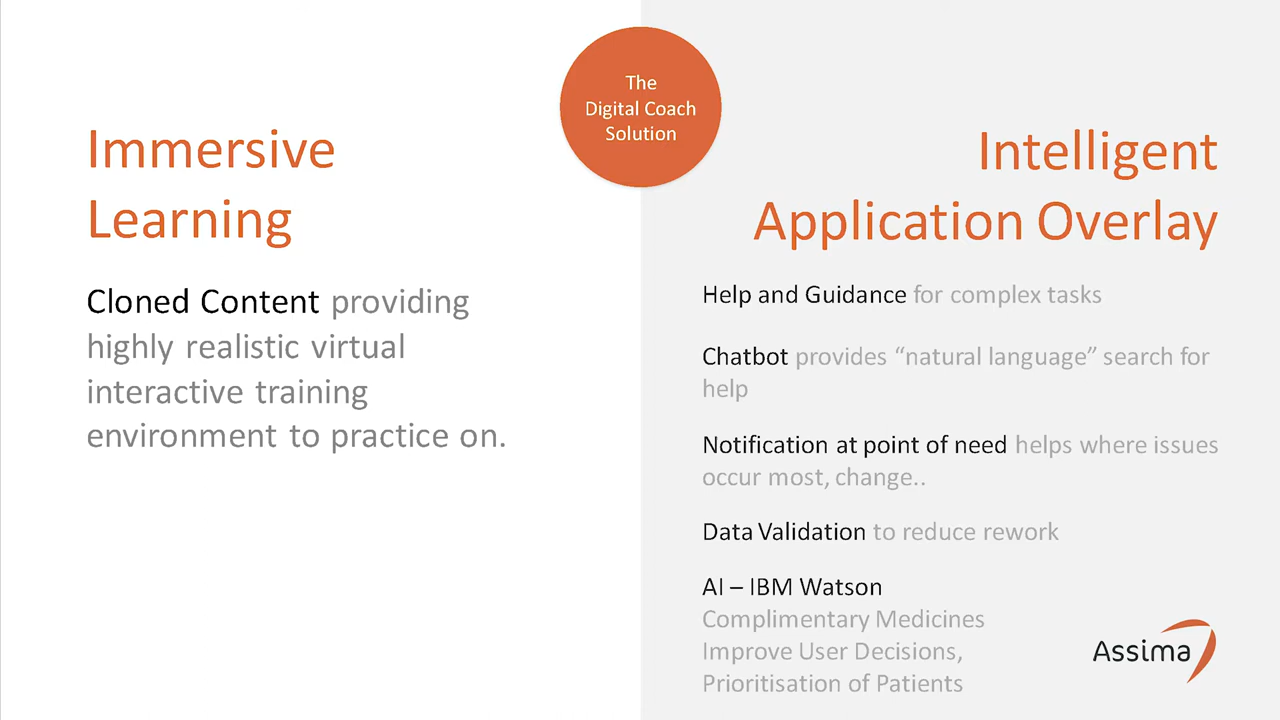 The
Digital Coach
Solution
Immersive
Learning
Cloned Content providing
highly realistic virtual
interactive training
environment to practice on.
Intelligent
Application Overlay
Help and Guidance for complex tasks
Chatbot provides “natural language” search for
help
Notification at point of need helps where issues
occur most, change..
Data Validation to reduce rework
AI – IBM Watson
Complimentary Medicines
Improve User Decisions,
Prioritisation of Patients
Assima